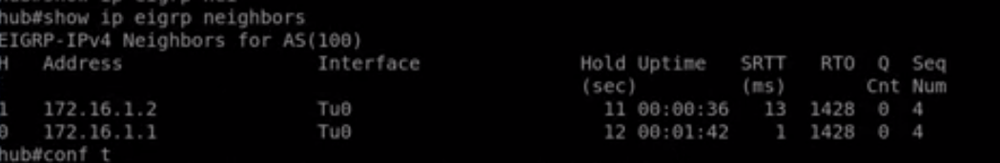 hub#show ip eigrp neighbors
EIGRP-IPv4 Neighbors for AS(100)
H   Address                 Interface              Hold Uptime   SRTT   RTO  Q  Seq
(sec)         (ms)       Cnt Num
1   172.16.1.2              Tu0                      11 00:00:36   13  1428  0  4
0   172.16.1.1              Tu0                      12 00:01:42    1  1428  0  4
hub#conf t